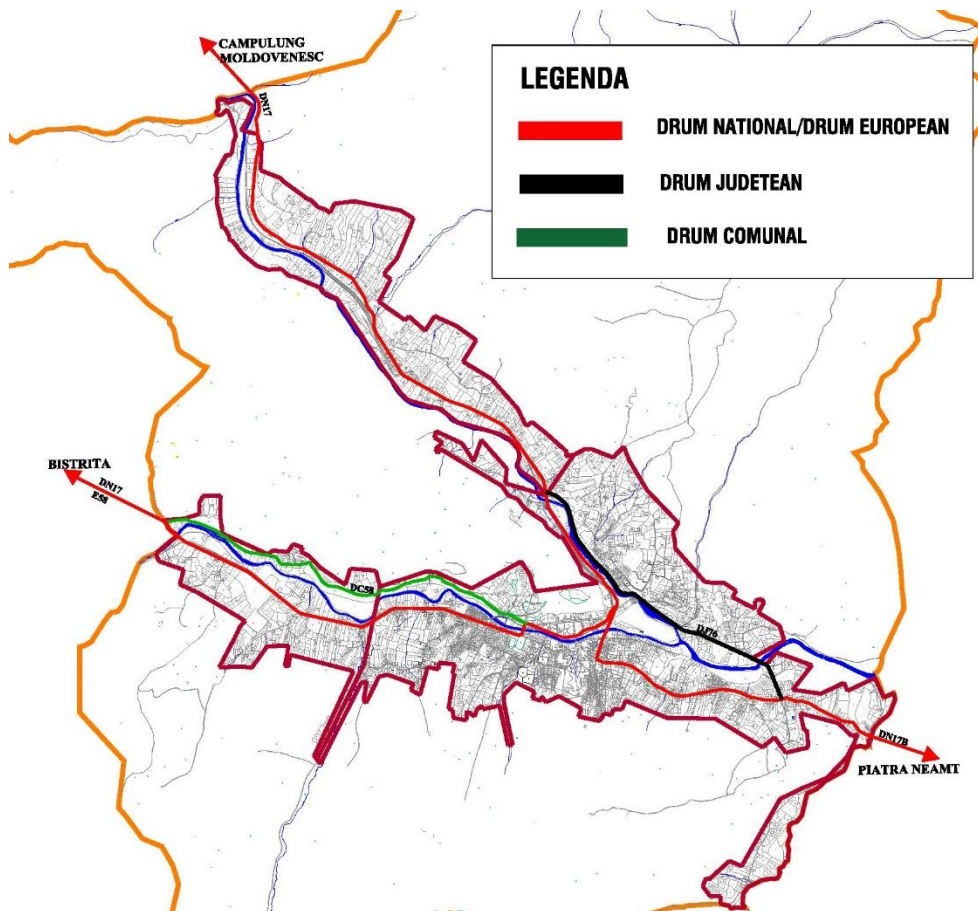 CAMPULUNG
MOLDOVENESC
DN17
LEGENDA
DRUM NATIONAL/DRUM EUROPEAN
DRUM JUDETEAN
DRUM COMUNAL
BISTRITA
DN17
E58
DC58
DJ76
DN17B
PIATRA NEAMT